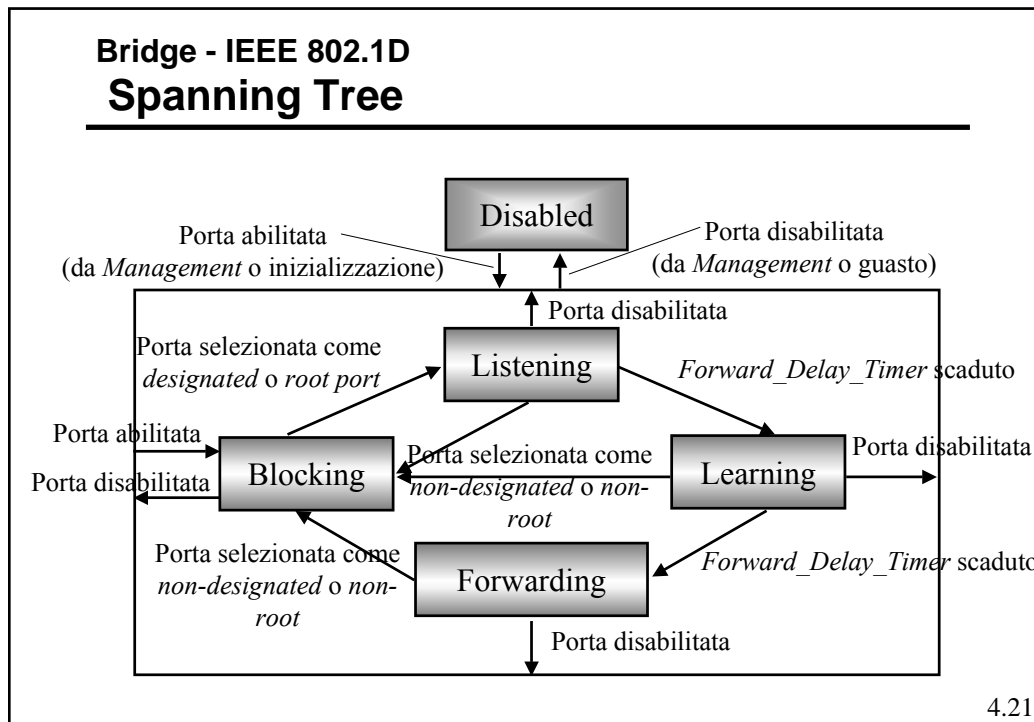 Bridge - IEEE 802.1D
Spanning Tree
Disabled
Porta abilitata
(da Management o inizializzazione)
Porta disabilitata
(da Management o guasto)
Porta disabilitata
Porta selezionata come
designated o root port
Listening
Forward_Delay_Timer scaduto
Porta abilitata
Porta disabilitata
Blocking
Porta selezionata come
non-designated o non-
root
Learning
Porta disabilitata
Porta selezionata come
non-designated o non-
root
Forwarding
Forward_Delay_Timer scaduto
Porta disabilitata
4.21